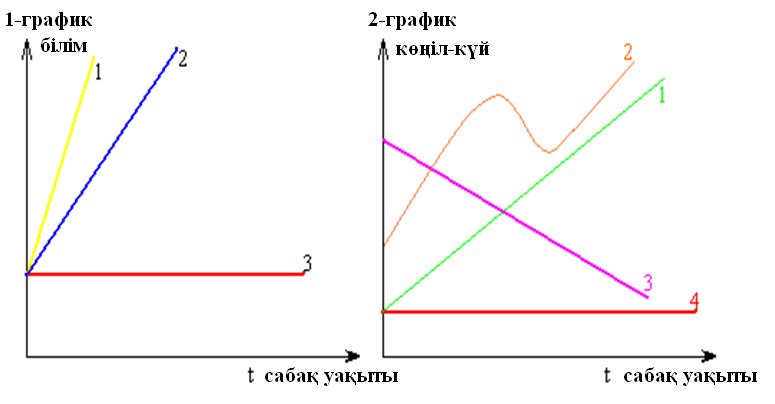 1-график
білім
1
2
3
t сабақ уақыты
2-график
көңіл-күй
2
1
3
4
t сабақ уақыты